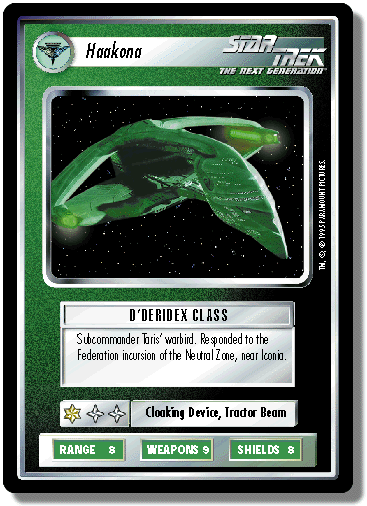 Haakona
STAR TREK
THE NEXT GENERATION
TM, ®, © 1995 PARAMOUNT PICTURES.
D'DERIDEX CLASS
Subcommander Taris' warbird. Responded to the
Federation incursion of the Neutral Zone, near Iconia.
Cloaking Device, Tractor Beam
RANGE 8 WEAPONS 9 SHIELDS 8